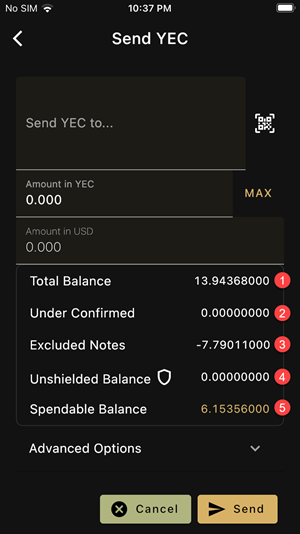 No SIM 10:37 PM
Send YEC
Send YEC to...
Amount in YEC
0.000
MAX
Amount in USD
0.000
Total Balance 13.94368000 1
Under Confirmed 0.00000000 2
Excluded Notes -7.79011000 3
Unshielded Balance 0.00000000 4
Spendable Balance 6.15356000 5
Advanced Options
Cancel Send